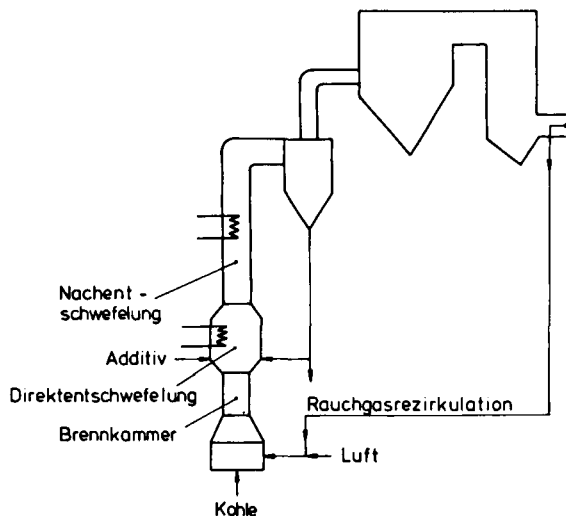 Nachent -
schwefelung
Additiv
Direktentschwefelung
Brennkammer
Rauchgasrezirkulation
Luft
Kohle